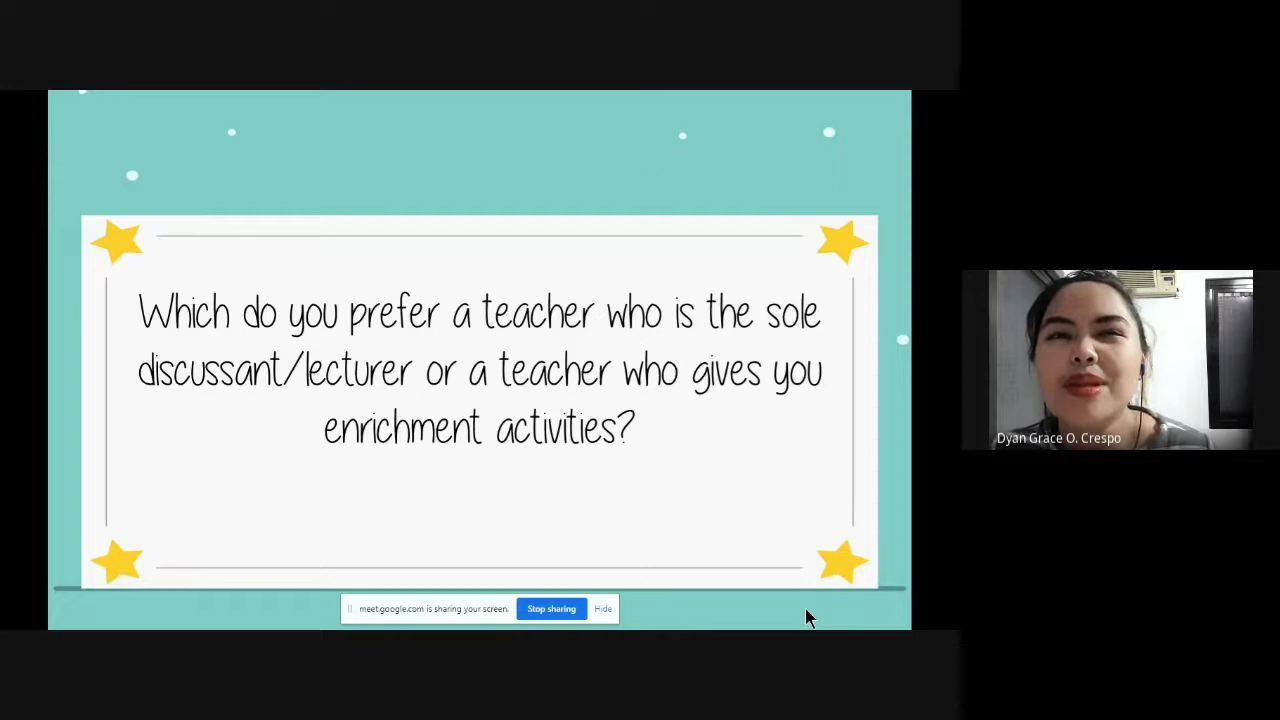 Which do you prefer a teacher who is the sole
discussant/lecturer or a teacher who gives you
enrichment activities?
meet.google.com is sharing your screen.
Stop sharing
Hide
Dyan Grace O. Crespo